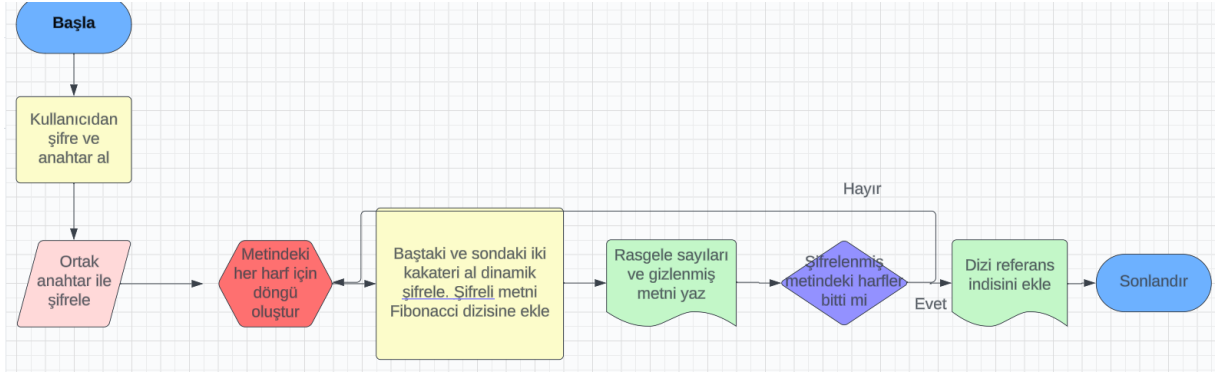 Başla
Kullanıcıdan
şifre ve
anahtar al
Ortak
anahtar ile
şifrele
Metindeki
her harf için
döngü
oluştur
Baştaki ve sondaki iki
kakateri al dinamik
şifrele. Şifreli metni
Fibonacci dizisine ekle
Rasgele sayıları
ve gizlenmiş
metni yaz
Şifrelenmiş
metindeki harfler
bitti mi
Hayır
Evet
Dizi referans
indisini ekle
Sonlandır